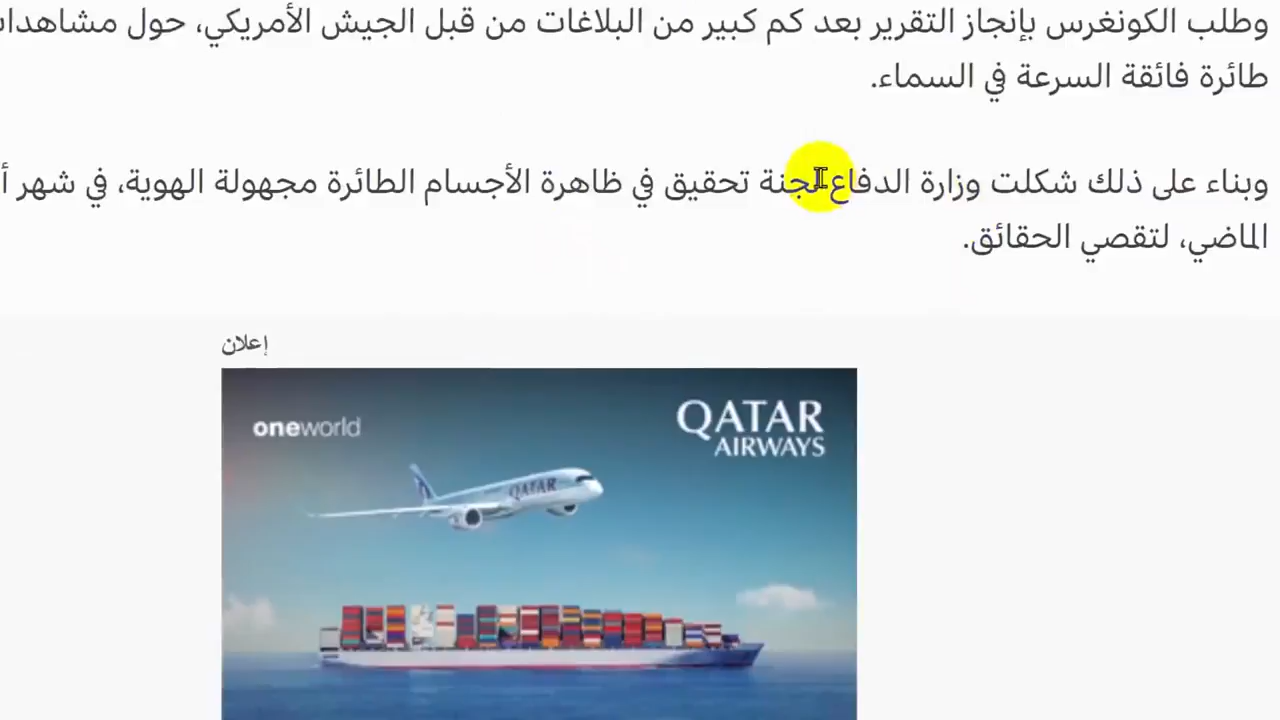 وطلب الكونغرس بإنجاز التقرير بعد كم كبير من البلاغات من قبل الجيش الأمريكي، حول
طائرة فائقة السرعة في السماء.
وبناء على ذلك شكلت وزارة الدفاع لجنة تحقيق في ظاهرة الأجسام الطائرة مجهولة الهوية، في شهر
الماضي، لتقصي الحقائق.
إعلان
oneworld
QATAR
AIRWAYS
QATAR